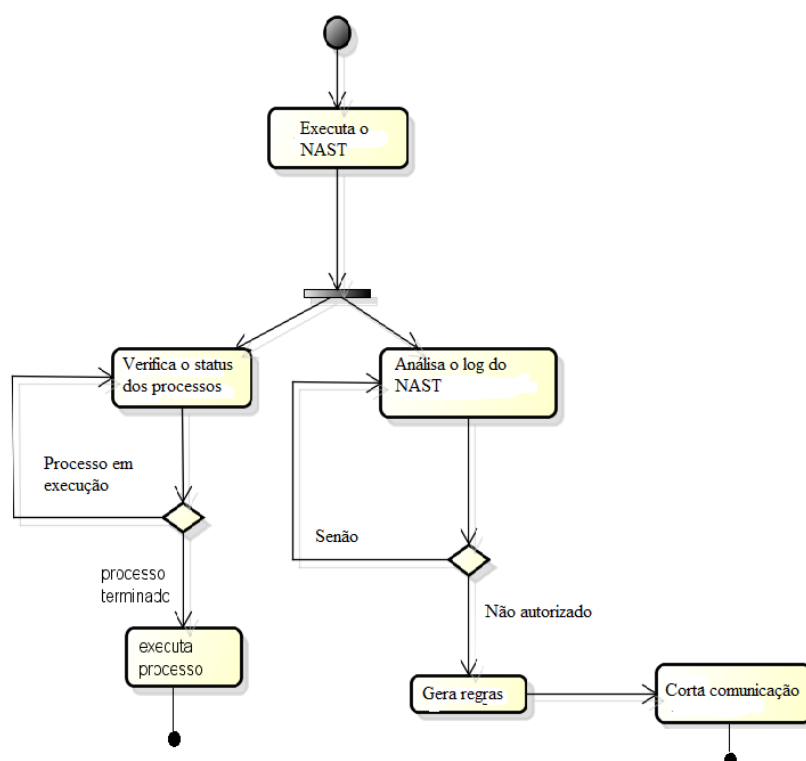 Executa o
NAST
Verifica o status
dos processos
Análisa o log do
NAST
Processo em
execução
Senão
processo
terminado
Não autorizado
executa
processo
Gera regras
Corta comunicação